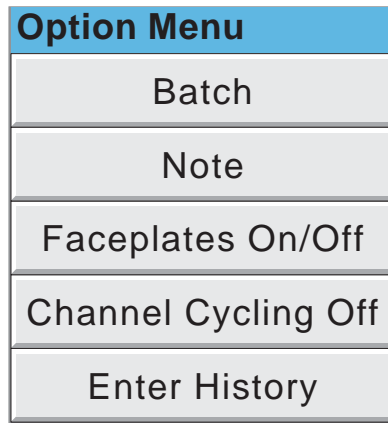 Option Menu
Batch
Note
Faceplates On/Off
Channel Cycling Off
Enter History